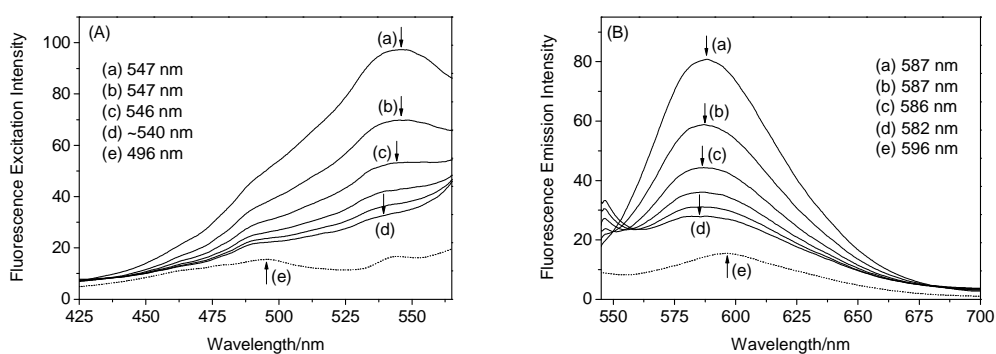 (A)
(a) 547 nm
(b) 547 nm
(c) 546 nm
(d) ~540 nm
(e) 496 nm
(a)
(b)
(c)
(d)
(e)
Fluorescence Excitation Intensity
100
80
60
40
20
0
425 450 475 500 525 550
Wavelength/nm
(B)
(a) 587 nm
(b) 587 nm
(c) 586 nm
(d) 582 nm
(e) 596 nm
(a)
(b)
(c)
(d)
(e)
Fluorescence Emission Intensity
80
60
40
20
0
550 575 600 625 650 675 700
Wavelength/nm